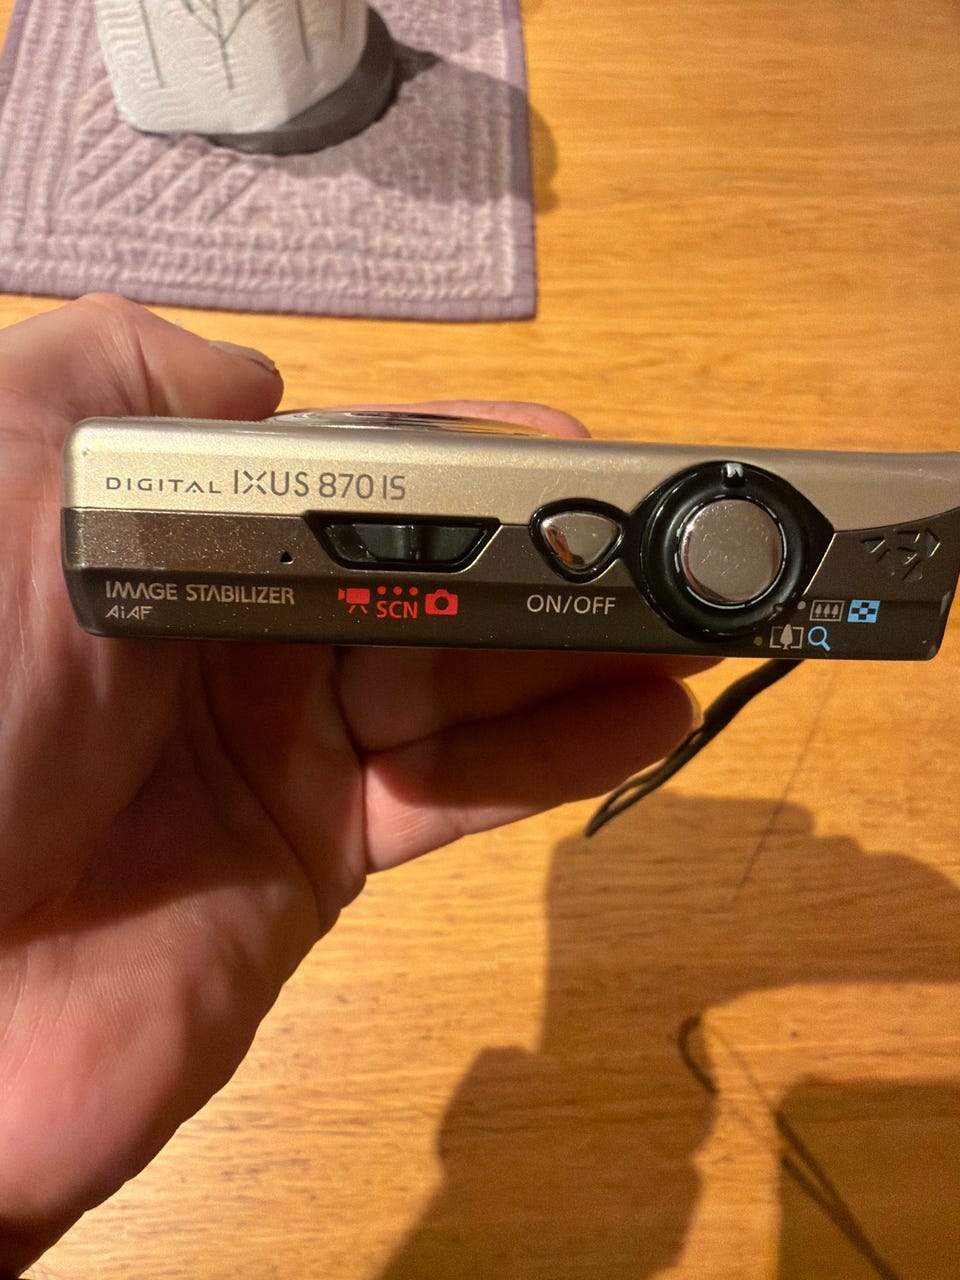 DIGITAL IXUS 870 IS
IMAGE STABILIZER
AiAF
SCN
ON/OFF